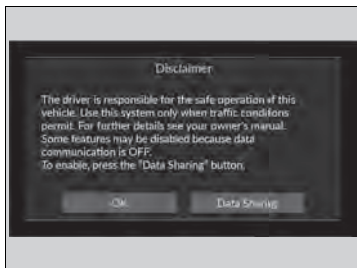 Disclaimer
The driver is responsible for the safe operation of this
vehicle. Use this system only when traffic conditions
permit. For further details see your owner's manual.
Some features may be disabled because data
communication is OFF.
To enable, press the "Data Sharing" button.
OK
Data Sharing